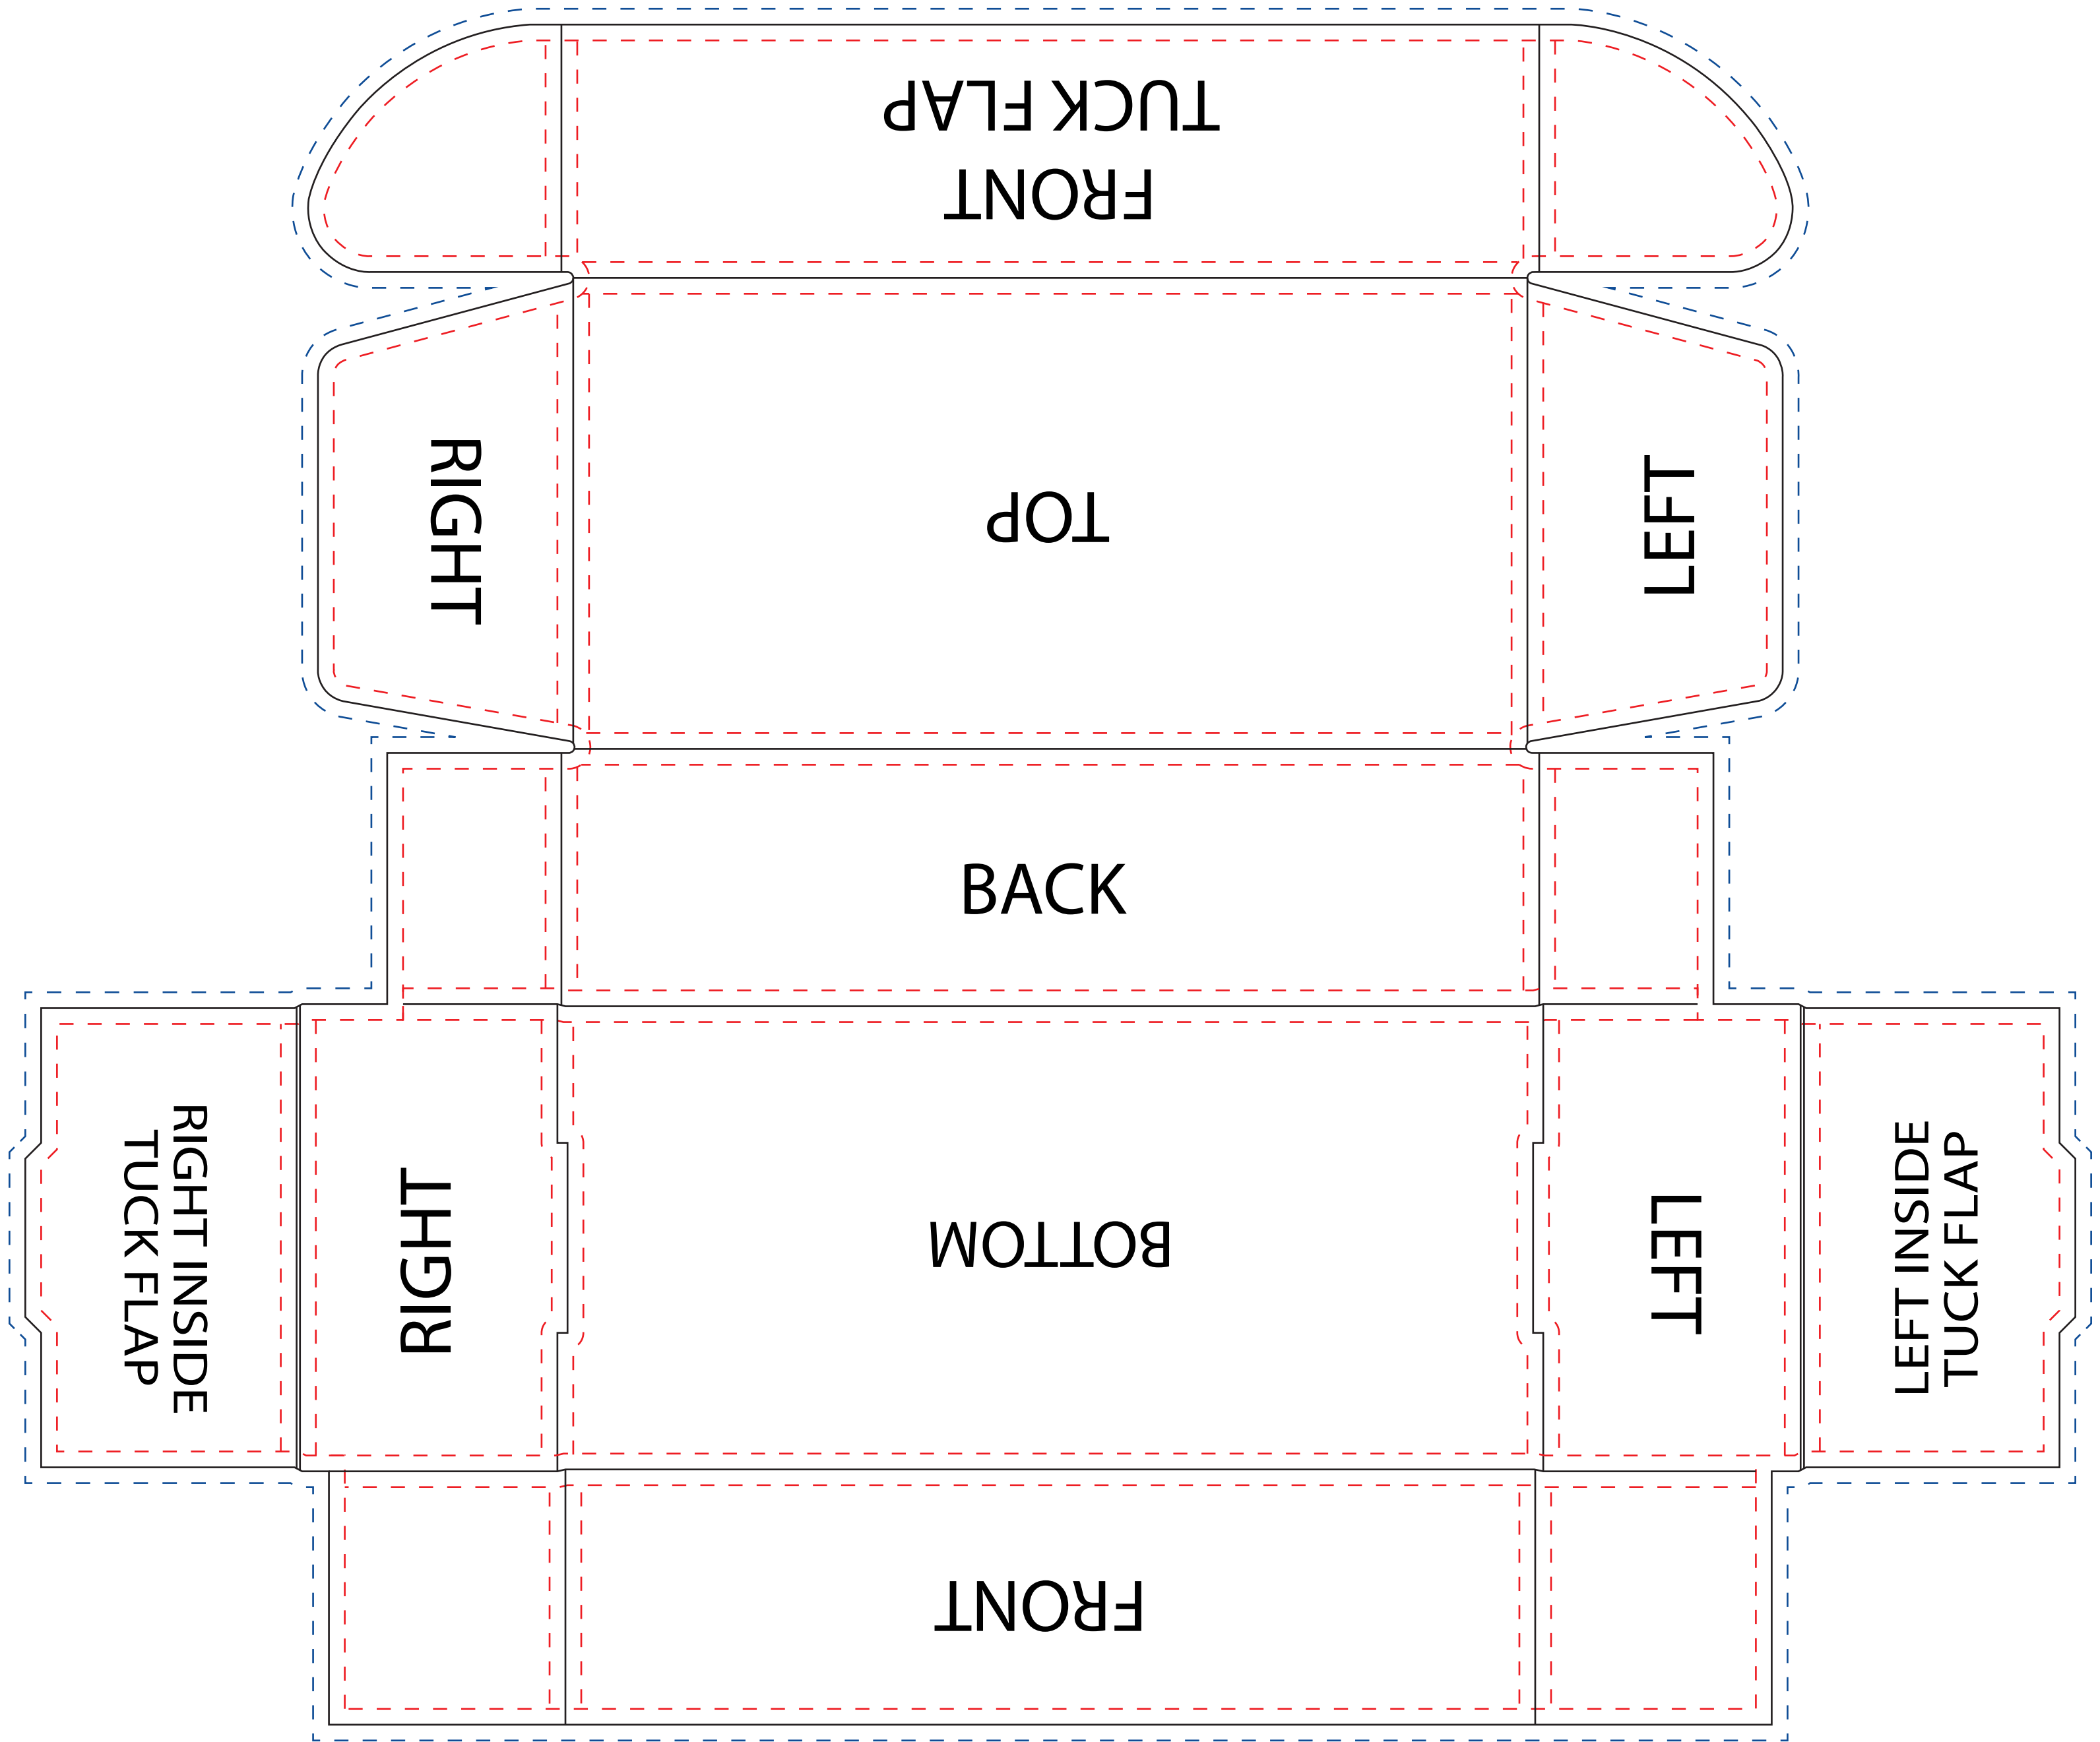 FRONT
TUCK FLAP
RIGHT
TOP
LEFT
BACK
RIGHT INSIDE
TUCK FLAP
RIGHT
BOTTOM
LEFT
LEFT INSIDE
TUCK FLAP
FRONT